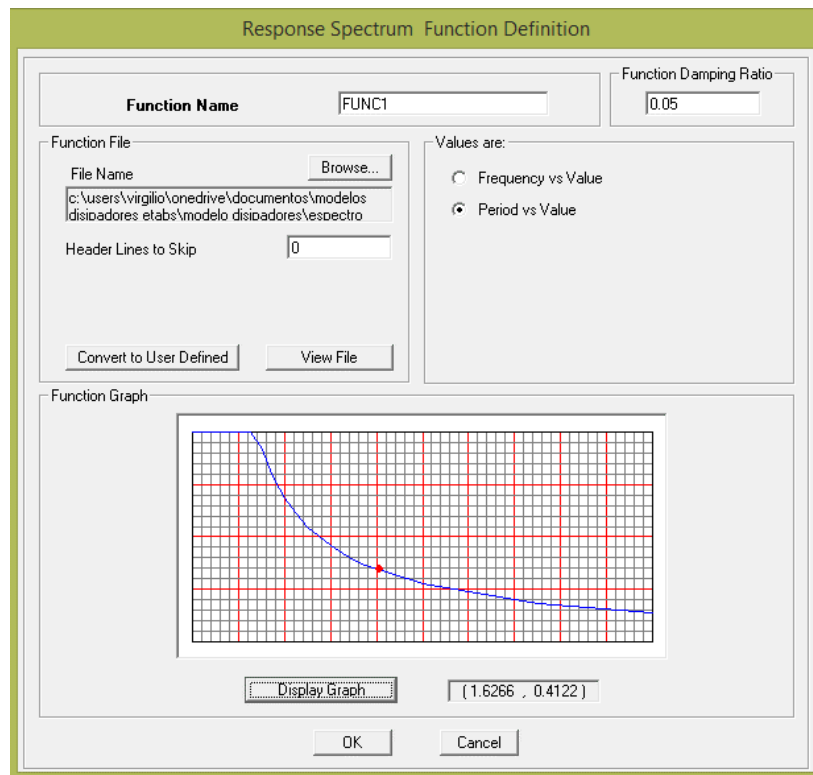 Response Spectrum Function Definition
Function Damping Ratio
Function Name
FUNC1
0.05
Function File
Values are:
File Name
Browse...
c:\users\virgilio\onedrive\documentos\modelos
disipadores etabs\modelo disipadores\espectro
Header Lines to Skip
0
Frequency vs Value
Period vs Value
Convert to User Defined
View File
Function Graph
Display Graph
( 1.6266 , 0.4122 )
OK
Cancel